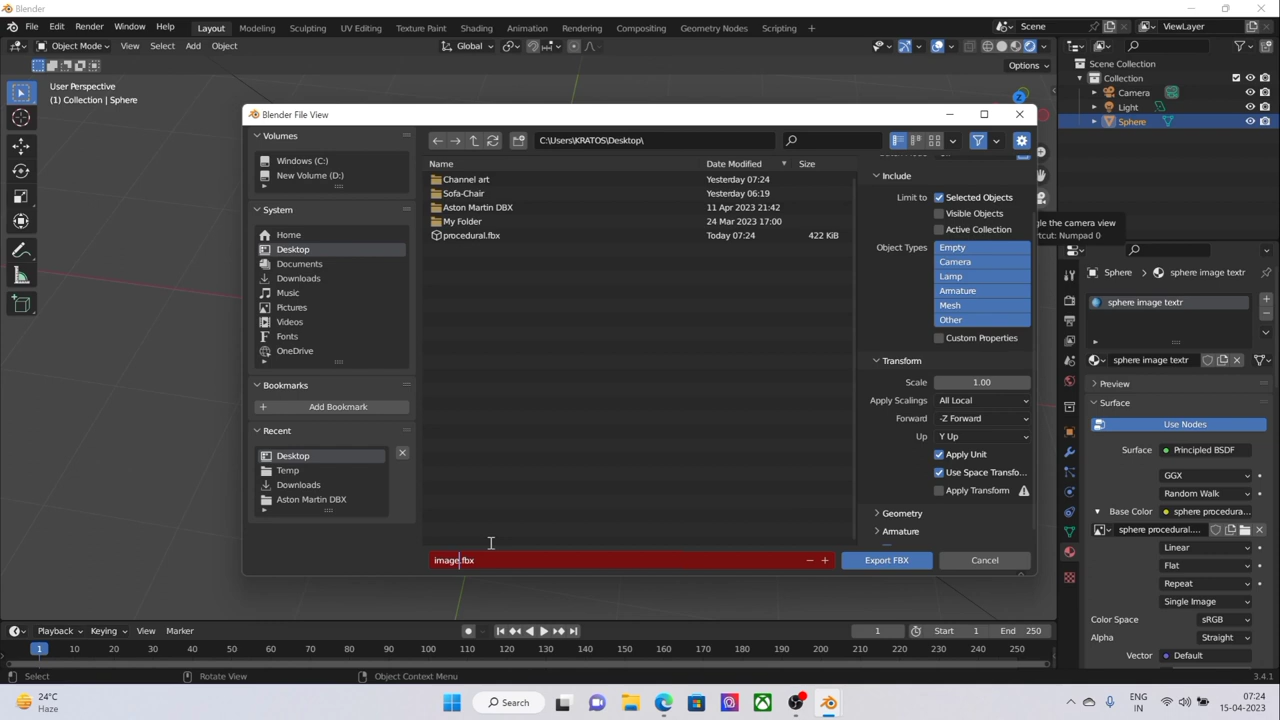 Blender
File Edit Render Window Help Layout Modeling Sculpting UV Editing Texture Paint Shading Animation Rendering Compositing Geometry Nodes Scripting + Scene ViewLayer
Object Mode View Select Add Object Global
Options
User Perspective
(1) Collection | Sphere
Scene Collection
Collection
Camera
Light
Sphere
Z
Blender File View
Volumes
Windows (C:)
New Volume (D:)
System
Home
Desktop
Documents
Downloads
Music
Pictures
Videos
Fonts
OneDrive
Bookmarks
Add Bookmark
Recent
Desktop
Temp
Downloads
Aston Martin DBX
C:\Users\KRATOS\Desktop\
Name Date Modified Size
Channel art Yesterday 07:24
Sofa-Chair Yesterday 06:19
Aston Martin DBX 11 Apr 2023 21:42
My Folder 24 Mar 2023 17:00
procedural.fbx Today 07:24 422 KiB
Include
Limit to Selected Objects
Visible Objects
Active Collection
Object Types Empty
Camera
Lamp
Armature
Mesh
Other
Custom Properties
Transform
Scale 1.00
Apply Scalings All Local
Forward -Z Forward
Up Y Up
Apply Unit
Use Space Transfo...
Apply Transform
Geometry
Armature
image.fbx
Export FBX Cancel
gle the camera view
rtcut: Numpad 0
Sphere sphere image textr
sphere image textr
sphere image textr
Preview
Surface
Use Nodes
Surface Principled BSDF
GGX
Random Walk
Base Color sphere procedura...
sphere procedural....
Linear
Flat
Repeat
Single Image
Color Space sRGB
Alpha Straight
Vector Default
Playback Keying View Marker 1 Start 1 End 250
1 10 20 30 40 50 60 70 80 90 100 110 120 130 140 150 160 170 180 190 200 210 220 230 240 250
Select Rotate View Object Context Menu 3.4.1
24°C
Haze
Search
ENG
IN
07:24
15-04-2023